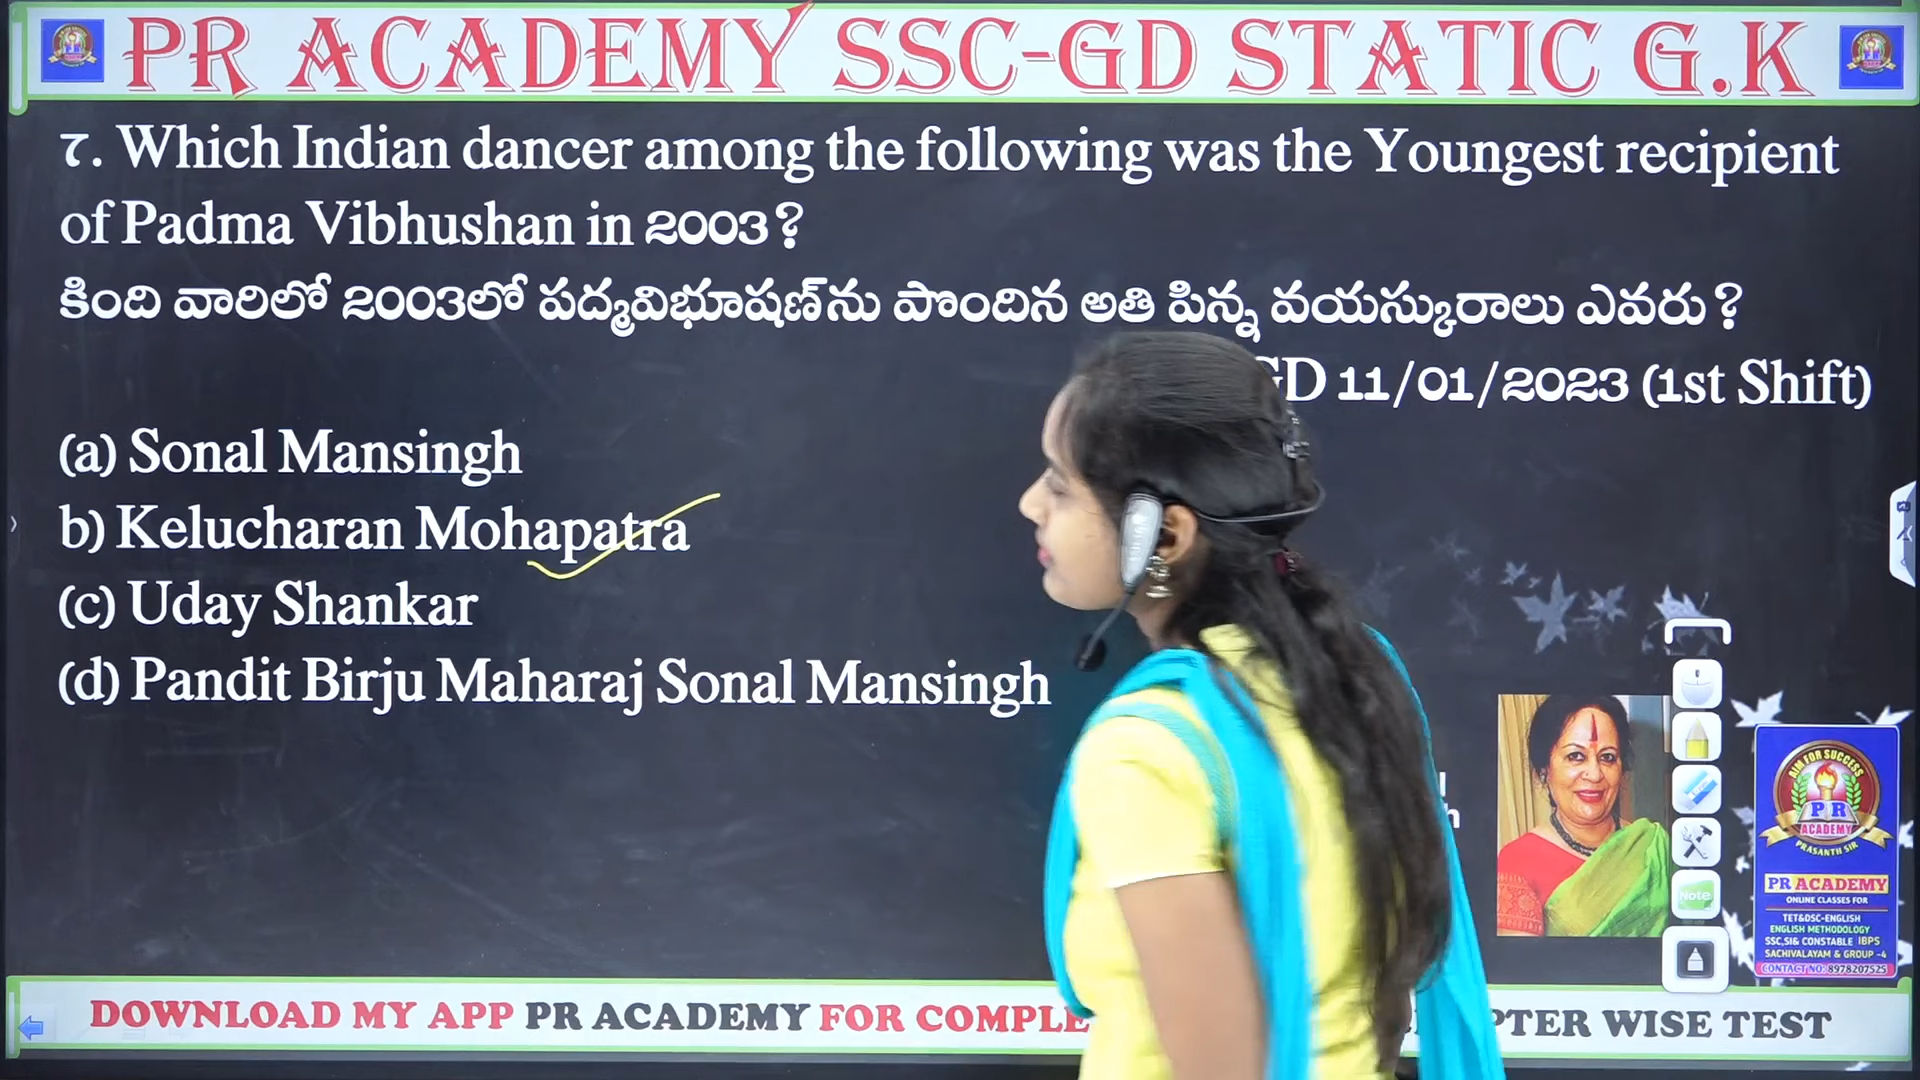 PR ACADEMY SSC-GD STATIC G.K
7. Which Indian dancer among the following was the Youngest recipient
of Padma Vibhushan in 2003?
కింది వారిలో 2003లో పద్మవిభూషణ్‌ను పొందిన అతి పిన్న వయస్కురాలు ఎవరు?
GD 11/01/2023 (1st Shift)
(a) Sonal Mansingh
b) Kelucharan Mohapatra
(c) Uday Shankar
(d) Pandit Birju Maharaj Sonal Mansingh
Note
AIM FOR SUCCESS
PR
ACADEMY
PRASANTH SIR
PR ACADEMY
ONLINE CLASSES FOR
TET&DSC-ENGLISH
ENGLISH METHODOLOGY
SSC,SI& CONSTABLE IBPS
SACHIVALAYAM & GROUP -4
CONTACT NO: 8978207525
DOWNLOAD MY APP PR ACADEMY FOR WISE TEST